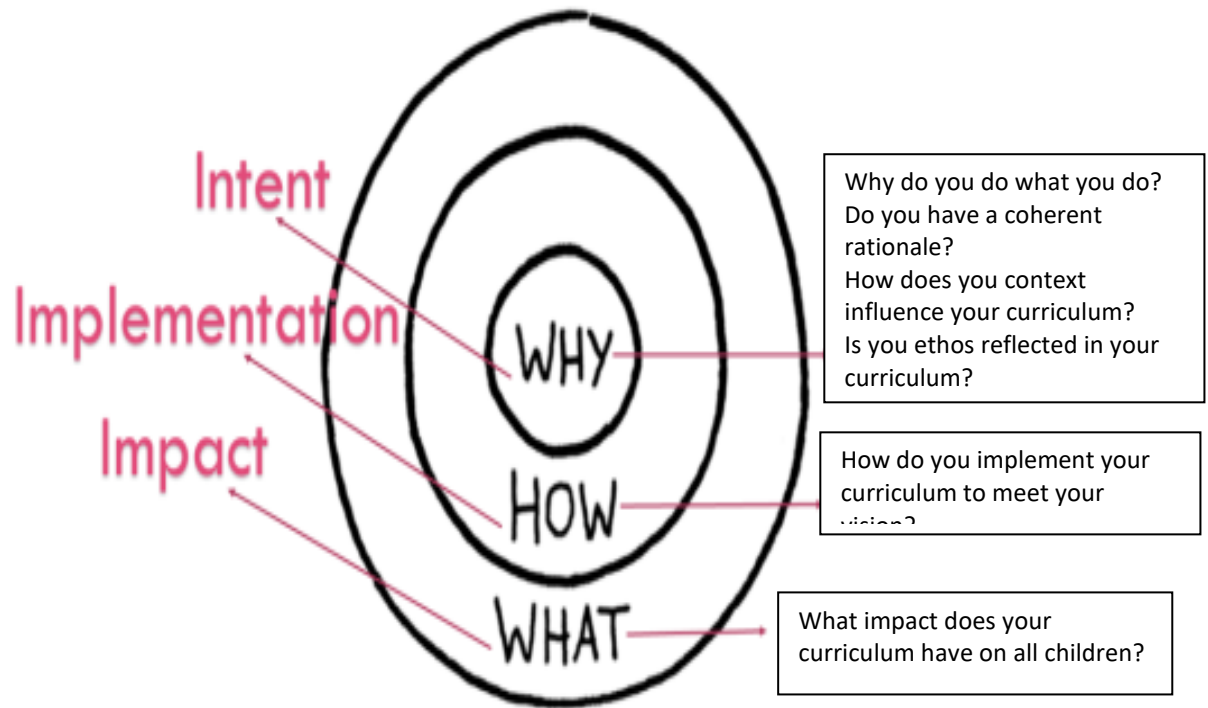 Intent
Implementation
Impact
WHY
HOW
WHAT
Why do you do what you do?
Do you have a coherent
rationale?
How does you context
influence your curriculum?
Is you ethos reflected in your
curriculum?
How do you implement your
curriculum to meet your
vision?
What impact does your
curriculum have on all children?